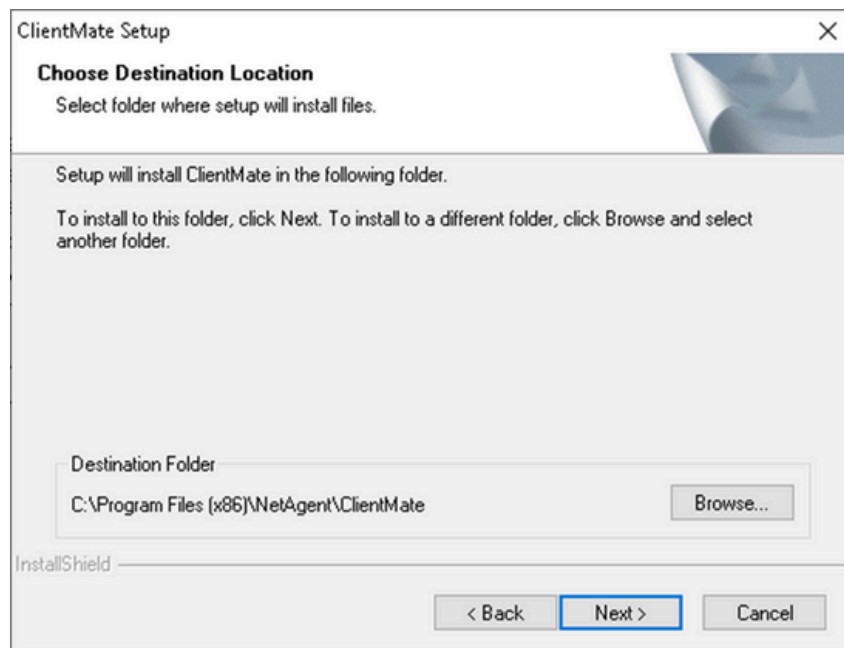 ClientMate Setup
Choose Destination Location
Select folder where setup will install files.
Setup will install ClientMate in the following folder.
To install to this folder, click Next. To install to a different folder, click Browse and select
another folder.
Destination Folder
C:\Program Files (x86)\NetAgent\ClientMate
Browse...
InstallShield
< Back
Next >
Cancel